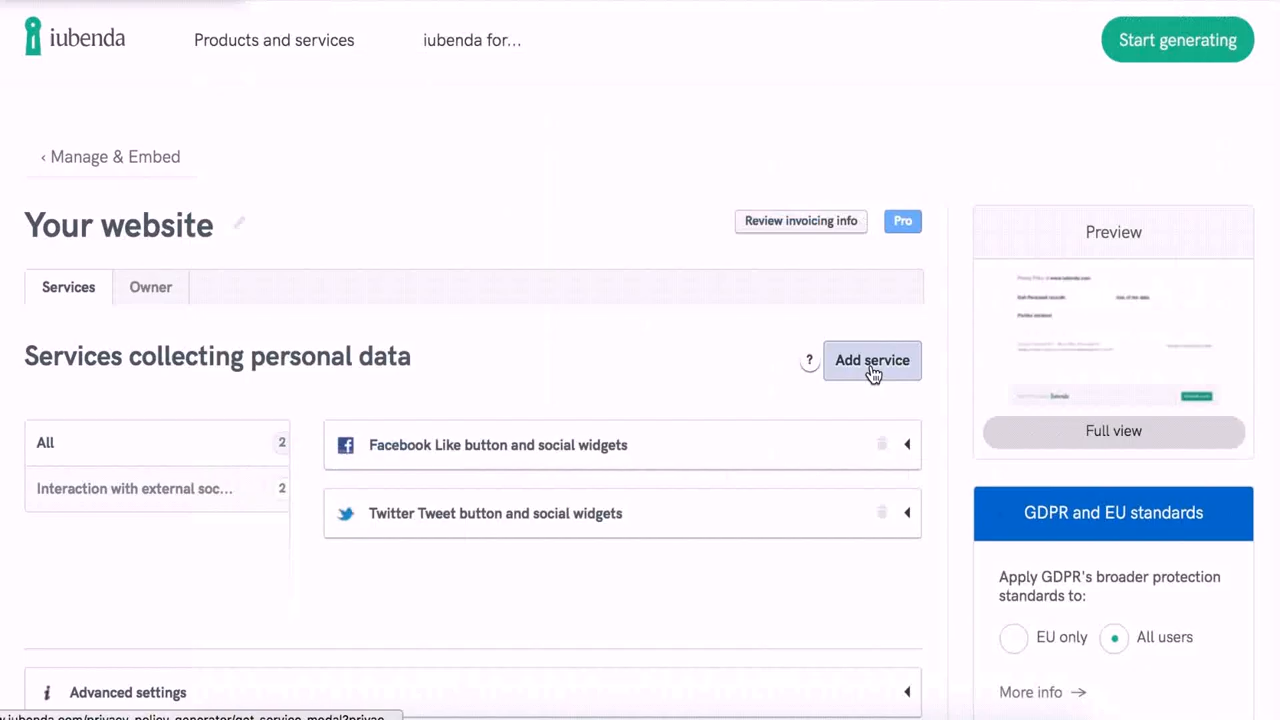 iubenda
Products and services
iubenda for...
Start generating
‹ Manage & Embed
Your website
Review invoicing info
Pro
Preview
Services
Owner
Services collecting personal data
?
Add service
All
2
Facebook Like button and social widgets
Interaction with external soc...
2
Twitter Tweet button and social widgets
Full view
GDPR and EU standards
Apply GDPR's broader protection
standards to:
EU only
All users
More info →
i
Advanced settings